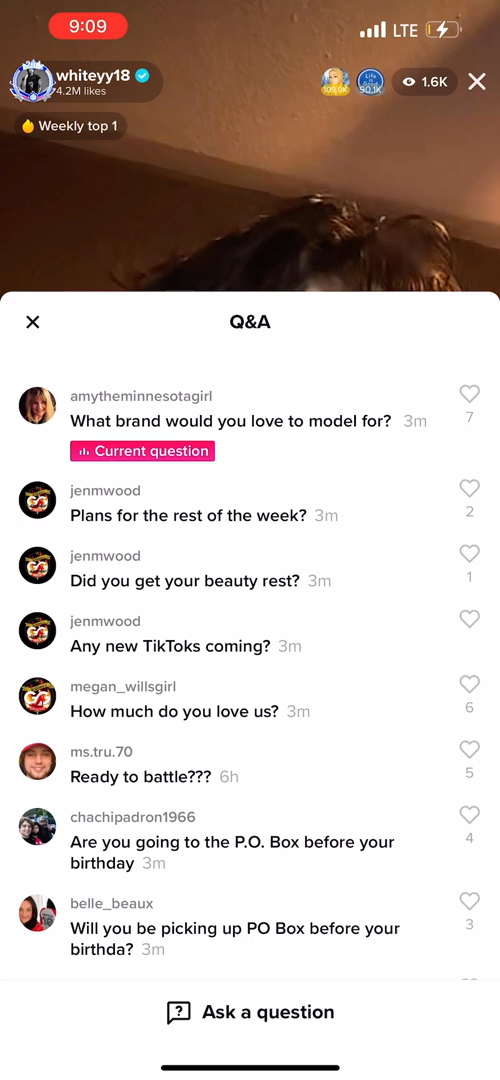 9:09
LTE
whiteyy18
4.2M likes
109.0K
90.1K
1.6K
Weekly top 1
Q&A
amytheminnesotagirl
What brand would you love to model for? 3m
7
Current question
jenmwood
Plans for the rest of the week? 3m
2
jenmwood
Did you get your beauty rest? 3m
1
jenmwood
Any new TikToks coming? 3m
megan_willsgirl
How much do you love us? 3m
6
ms.tru.70
Ready to battle??? 6h
5
chachipadron1966
Are you going to the P.O. Box before your
birthday 3m
4
belle_beaux
Will you be picking up PO Box before your
birthda? 3m
3
Ask a question